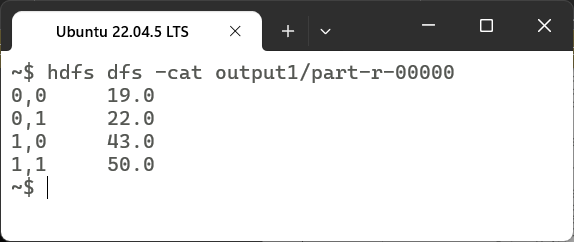 Ubuntu 22.04.5 LTS
~$ hdfs dfs -cat output1/part-r-00000
0,0     19.0
0,1     22.0
1,0     43.0
1,1     50.0
~$